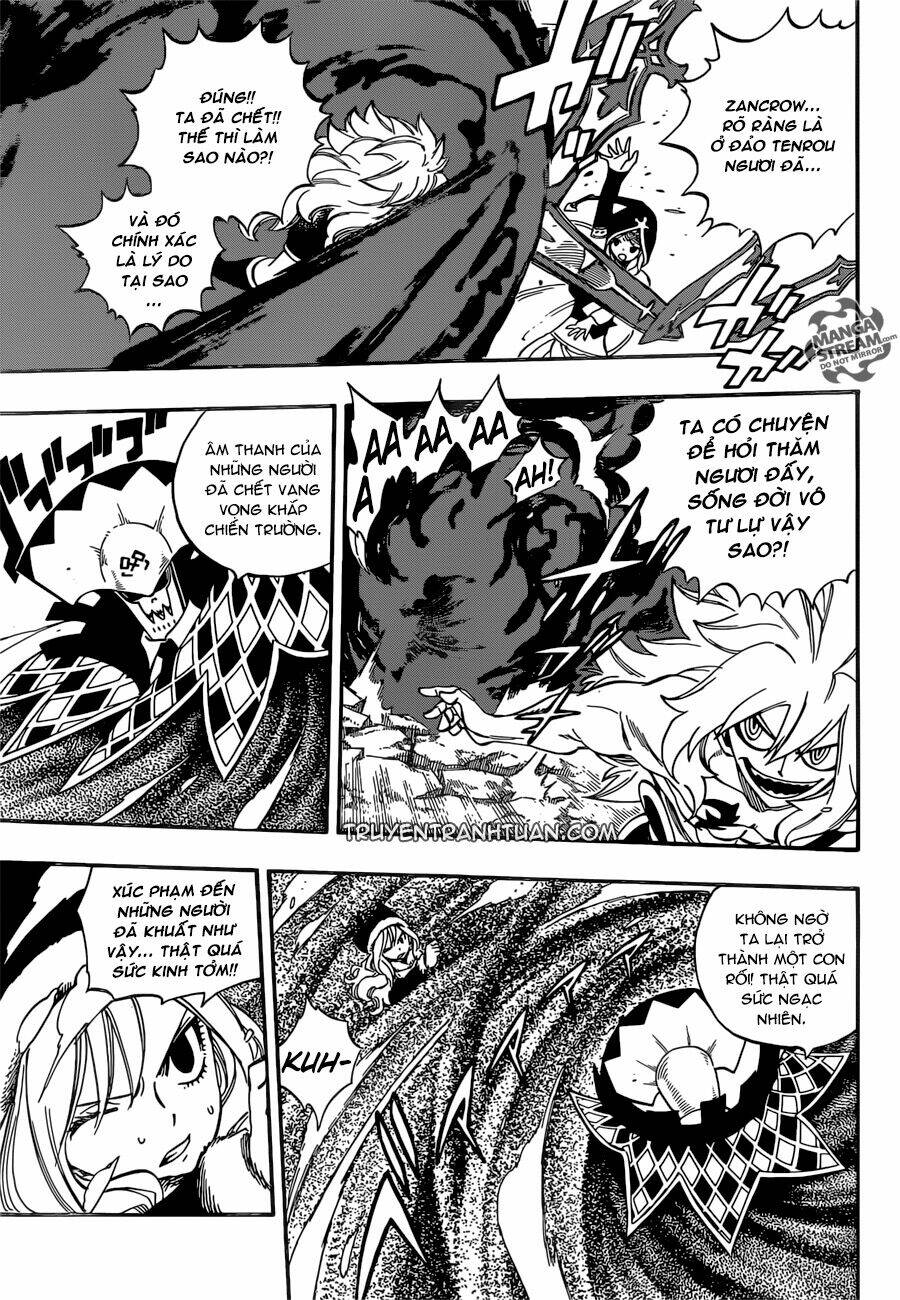 ZANCROW...
RÕ RÀNG LÀ
Ở ĐẢO TENROU
NGƯƠI ĐÃ...
ĐÚNG!!
TA ĐÃ CHẾT!!
THẾ THÌ LÀM
SAO NÀO?!
VÀ ĐÓ
CHÍNH XÁC
LÀ LÝ DO
TẠI SAO
...
MANGA
STREAM.com
DO NOT MIRROR
TA CÓ CHUYỆN
ĐỂ HỎI THĂM
NGƯƠI ĐẤY,
SỐNG ĐỜI VÔ
TƯ LỰ VẬY
SAO?!
AA AA AA
A
AH!
ÂM THANH CỦA
NHỮNG NGƯỜI
ĐÃ CHẾT VANG
VỌNG KHẮP
CHIẾN TRƯỜNG.
TRUYENTRANHTUAN.COM
KHÔNG NGỜ
TA LẠI TRỞ
THÀNH MỘT CON
RỐI! THẬT QUÁ
SỨC NGẠC
NHIÊN.
KUH-
XÚC PHẠM ĐẾN
NHỮNG NGƯỜI
ĐÃ KHUẤT NHƯ
VẬY... THẬT QUÁ
SỨC KINH TỞM!!